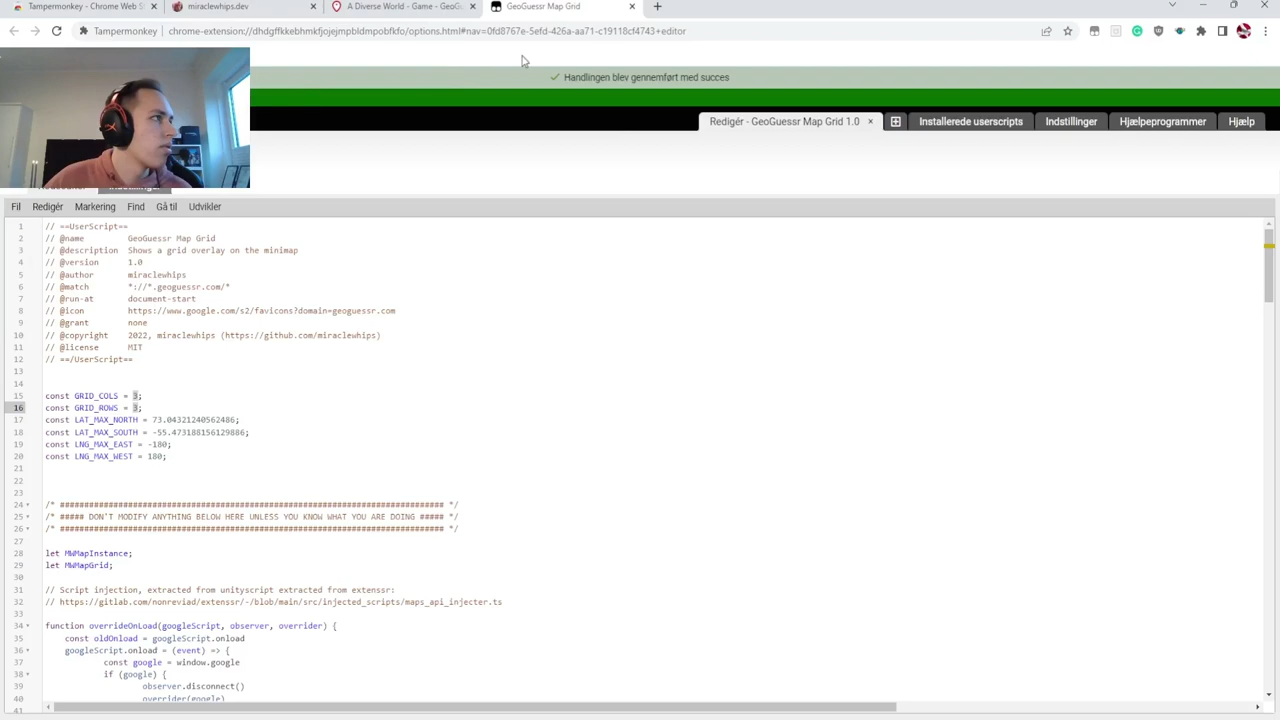 Tampermonkey - Chrome Web S
miraclewhips.dev
A Diverse World - Game - GeoGu
GeoGuessr Map Grid
Tampermonkey
chrome-extension://dhdgffkkebhmkfjojejmpbldmpobfkfo/options.html#nav=0fd8767e-5efd-426a-aa71-c19118cf4743+editor
Handlingen blev gennemført med succes
Redigér - GeoGuessr Map Grid 1.0
Installerede userscripts
Indstillinger
Hjælpeprogrammer
Hjælp
Indstillinger
Fil Redigér Markering Find Gå til Udvikler
1 // ==UserScript==
2 // @name GeoGuessr Map Grid
3 // @description Shows a grid overlay on the minimap
4 // @version 1.0
5 // @author miraclewhips
6 // @match *://*.geoguessr.com/*
7 // @run-at document-start
8 // @icon https://www.google.com/s2/favicons?domain=geoguessr.com
9 // @grant none
10 // @copyright 2022, miraclewhips (https://github.com/miraclewhips)
11 // @license MIT
12 // ==/UserScript==
13
14
15 const GRID_COLS = 3;
16 const GRID_ROWS = 3;
17 const LAT_MAX_NORTH = 73.04321240562486;
18 const LAT_MAX_SOUTH = -55.473188156129886;
19 const LNG_MAX_EAST = -180;
20 const LNG_MAX_WEST = 180;
21
22
23
24 /* ############################################################################### */
25 /* ##### DON'T MODIFY ANYTHING BELOW HERE UNLESS YOU KNOW WHAT YOU ARE DOING ##### */
26 /* ############################################################################### */
27
28 let MWMapInstance;
29 let MWMapGrid;
30
31 // Script injection, extracted from unityscript extracted from extenssr:
32 // https://gitlab.com/nonreviad/extenssr/-/blob/main/src/injected_scripts/maps_api_injecter.ts
33
34 function overrideOnLoad(googleScript, observer, overrider) {
35 const oldOnload = googleScript.onload
36 googleScript.onload = (event) => {
37 const google = window.google
38 if (google) {
39 observer.disconnect()
40 overrider(google)
41